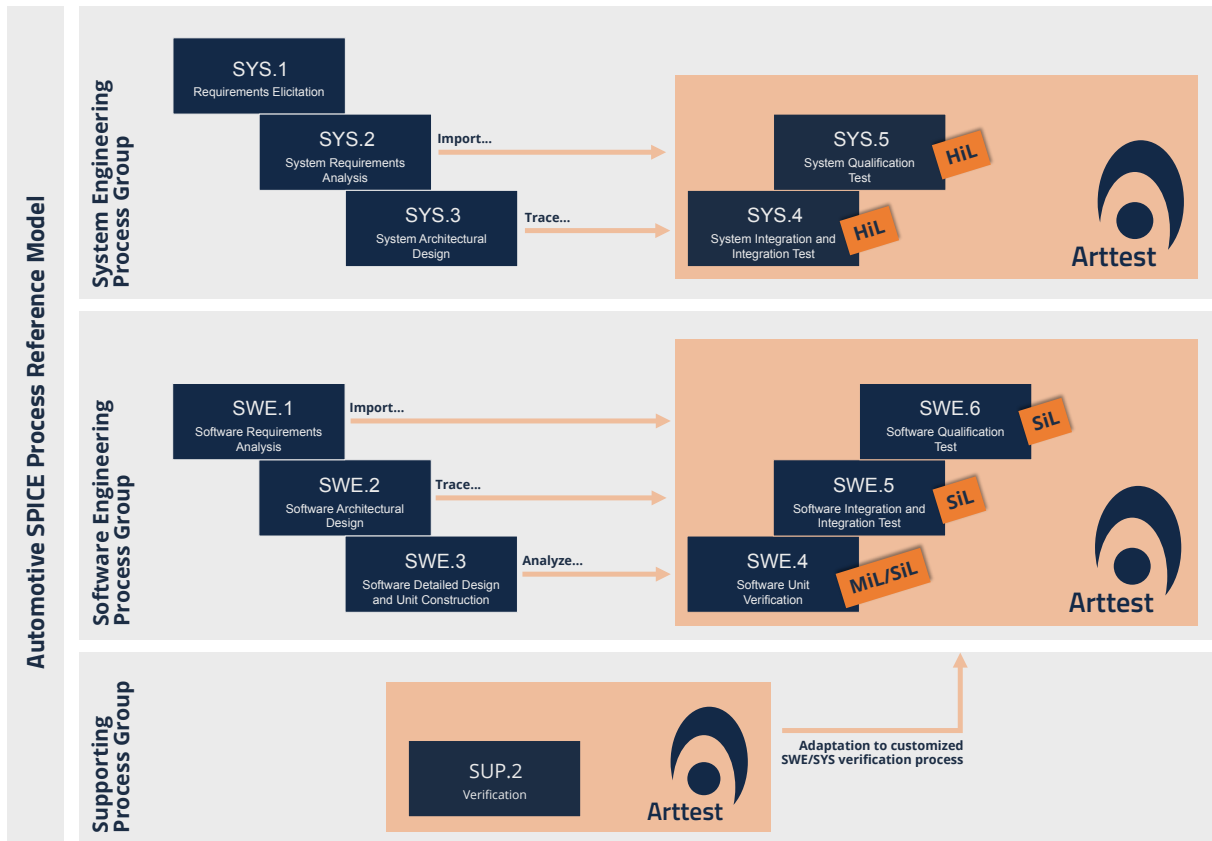 Automotive SPICE Process Reference Model
System Engineering
Process Group
SYS.1
Requirements Elicitation
SYS.2
System Requirements
Analysis
Import...
SYS.3
System Architectural
Design
Trace...
SYS.5
System Qualification
Test
HiL
SYS.4
System Integration and
Integration Test
HiL
Arttest
Software Engineering
Process Group
SWE.1
Software Requirements
Analysis
Import...
SWE.2
Software Architectural
Design
Trace...
SWE.3
Software Detailed Design
and Unit Construction
Analyze...
SWE.6
Software Qualification
Test
SiL
SWE.5
Software Integration and
Integration Test
SiL
SWE.4
Software Unit
Verification
MiL/SiL
Arttest
Supporting
Process Group
SUP.2
Verification
Arttest
Adaptation to customized
SWE/SYS verification process